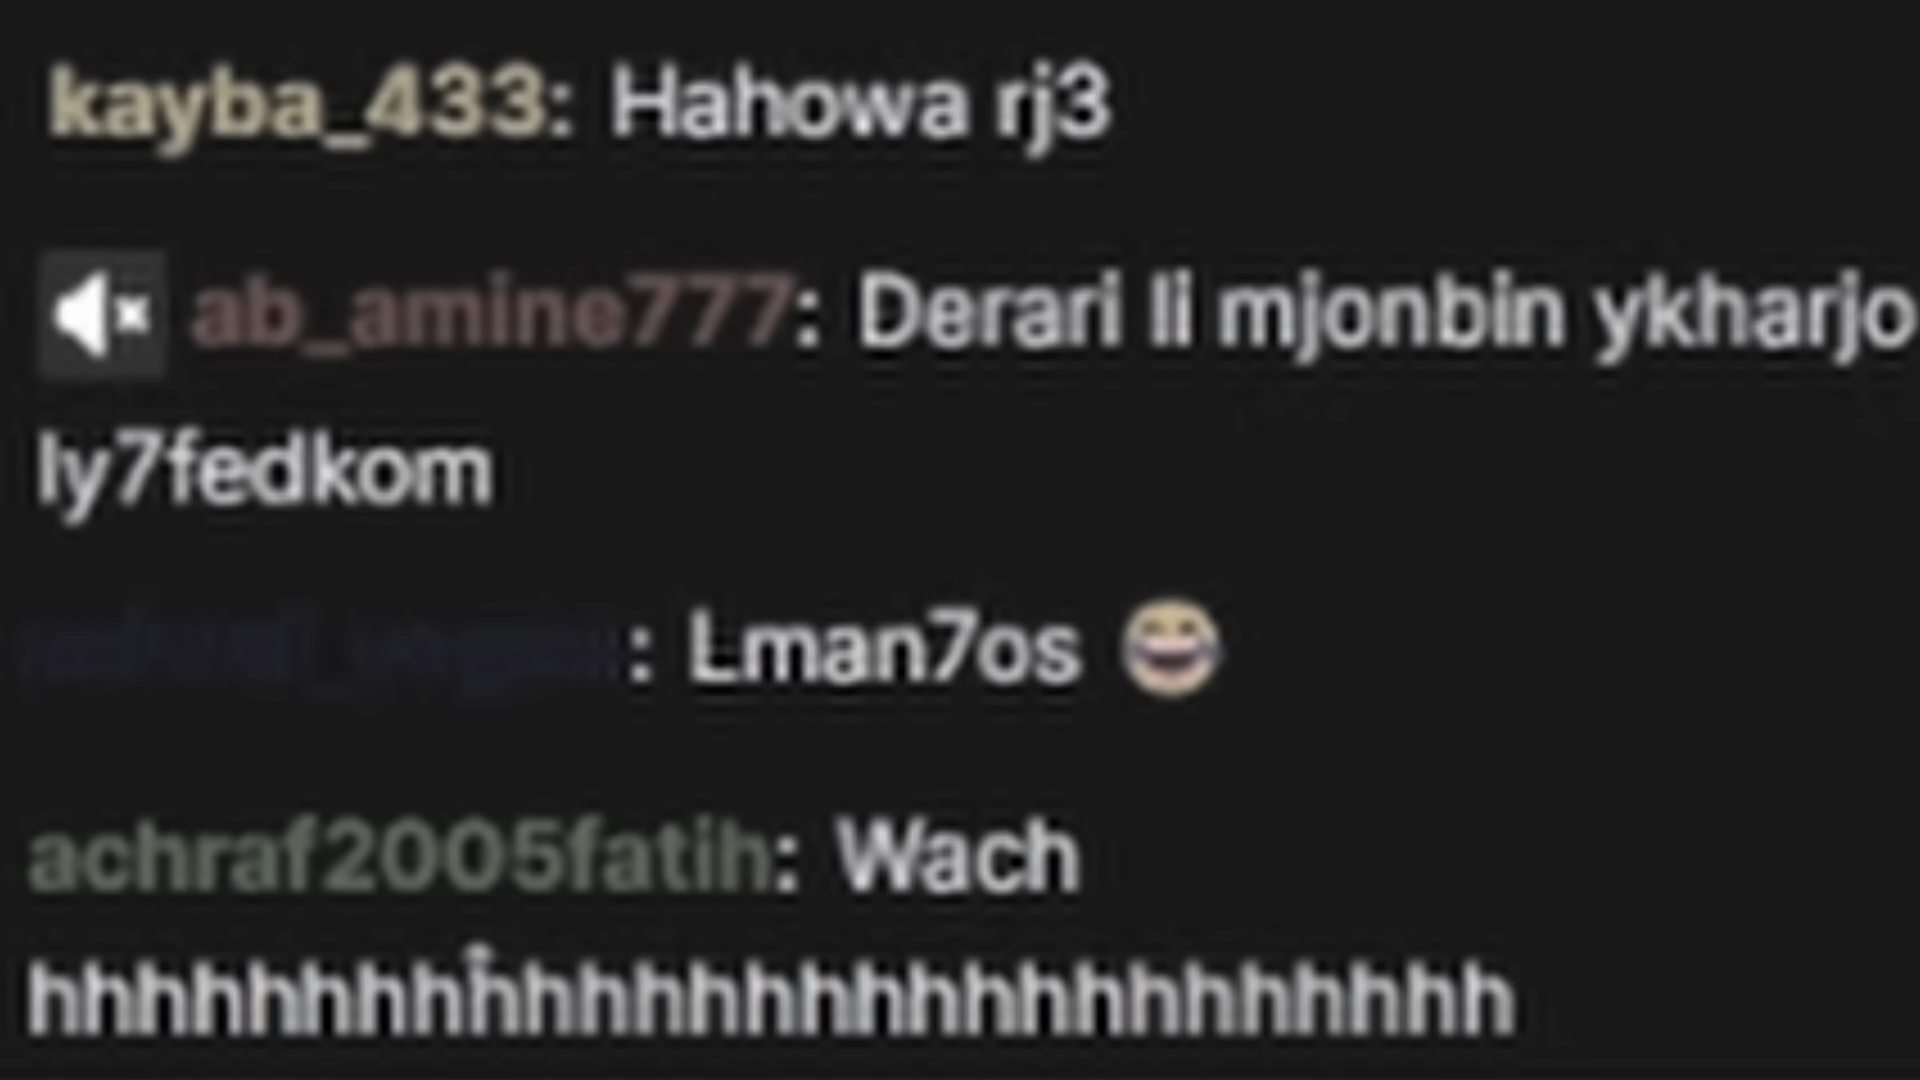 kayba_433: Hahowa rj3
ab_amine777: Derari li mjonbin ykharjo
ly7fedkom
: Lman7os 😂
achraf2005fatih: Wach
hhhhhhhhhhhhhhhhhhhhhhhhhhh